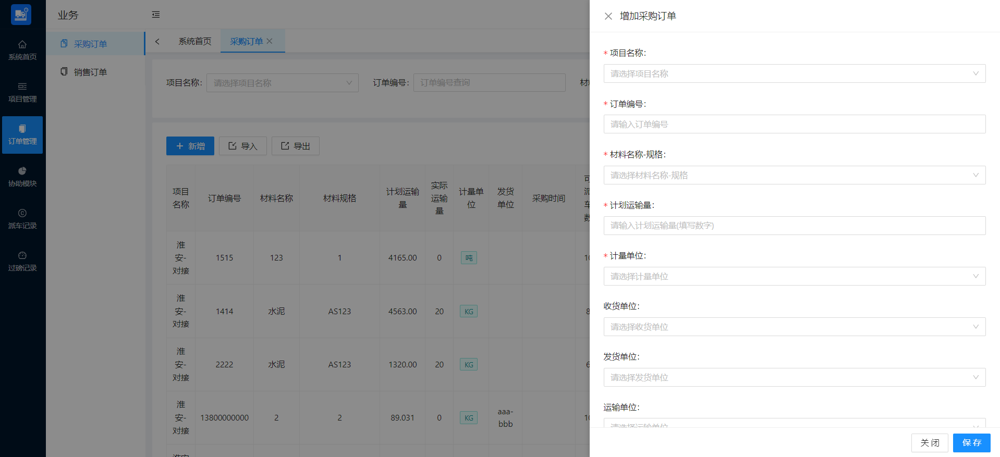 业务
系统首页
项目管理
订单管理
协助模块
派车记录
过磅记录
采购订单
销售订单
系统首页
采购订单
项目名称:
请选择项目名称
订单编号:
订单编号查询
新增
导入
导出
项目
名称
订单编号
材料名称
材料规格
计划运输
量
实际
运输
量
计量单
位
发货
单位
采购时间
淮
安-
对接
1515
123
1
4165.00
0
吨
淮
安-
对接
1414
水泥
AS123
4563.00
20
KG
淮
安-
对接
2222
水泥
AS123
1320.00
20
KG
淮
安-
对接
13800000000
2
2
89.031
0
KG
aaa-
bbb
增加采购订单
* 项目名称:
请选择项目名称
* 订单编号:
请输入订单编号
* 材料名称-规格:
请选择材料名称-规格
* 计划运输量:
请输入计划运输量(填写数字)
* 计量单位:
请选择计量单位
收货单位:
请选择收货单位
发货单位:
请选择发货单位
运输单位:
请选择运输单位
关 闭
保 存